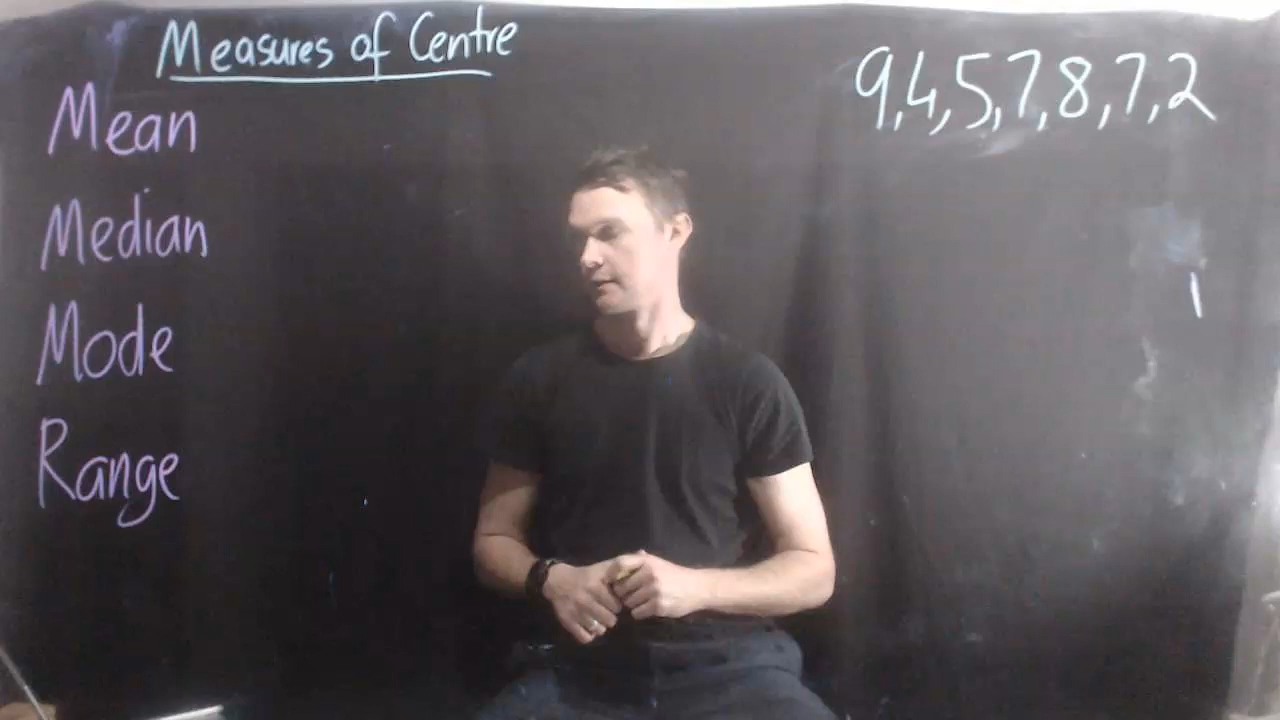 Measures of Centre
9,4,5,7,8,7,2
Mean
Median
Mode
Range